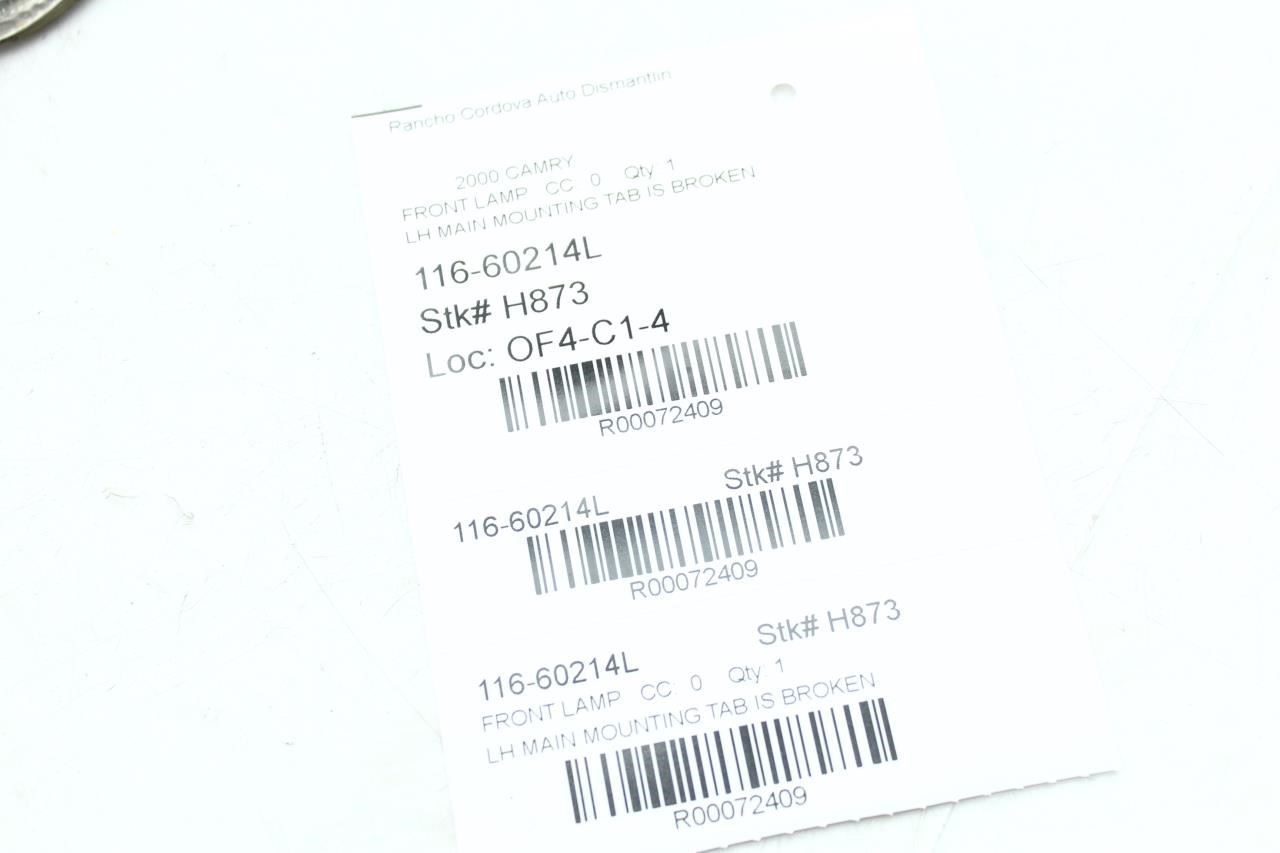 Rancho Cordova Auto Dismantlin
2000 CAMRY
FRONT LAMP CC: 0 Qty: 1
LH MAIN MOUNTING TAB IS BROKEN
116-60214L
Stk# H873
Loc: OF4-C1-4
R00072409
Stk# H873
116-60214L
R00072409
Stk# H873
116-60214L
FRONT LAMP CC: 0 Qty: 1
LH MAIN MOUNTING TAB IS BROKEN
R00072409